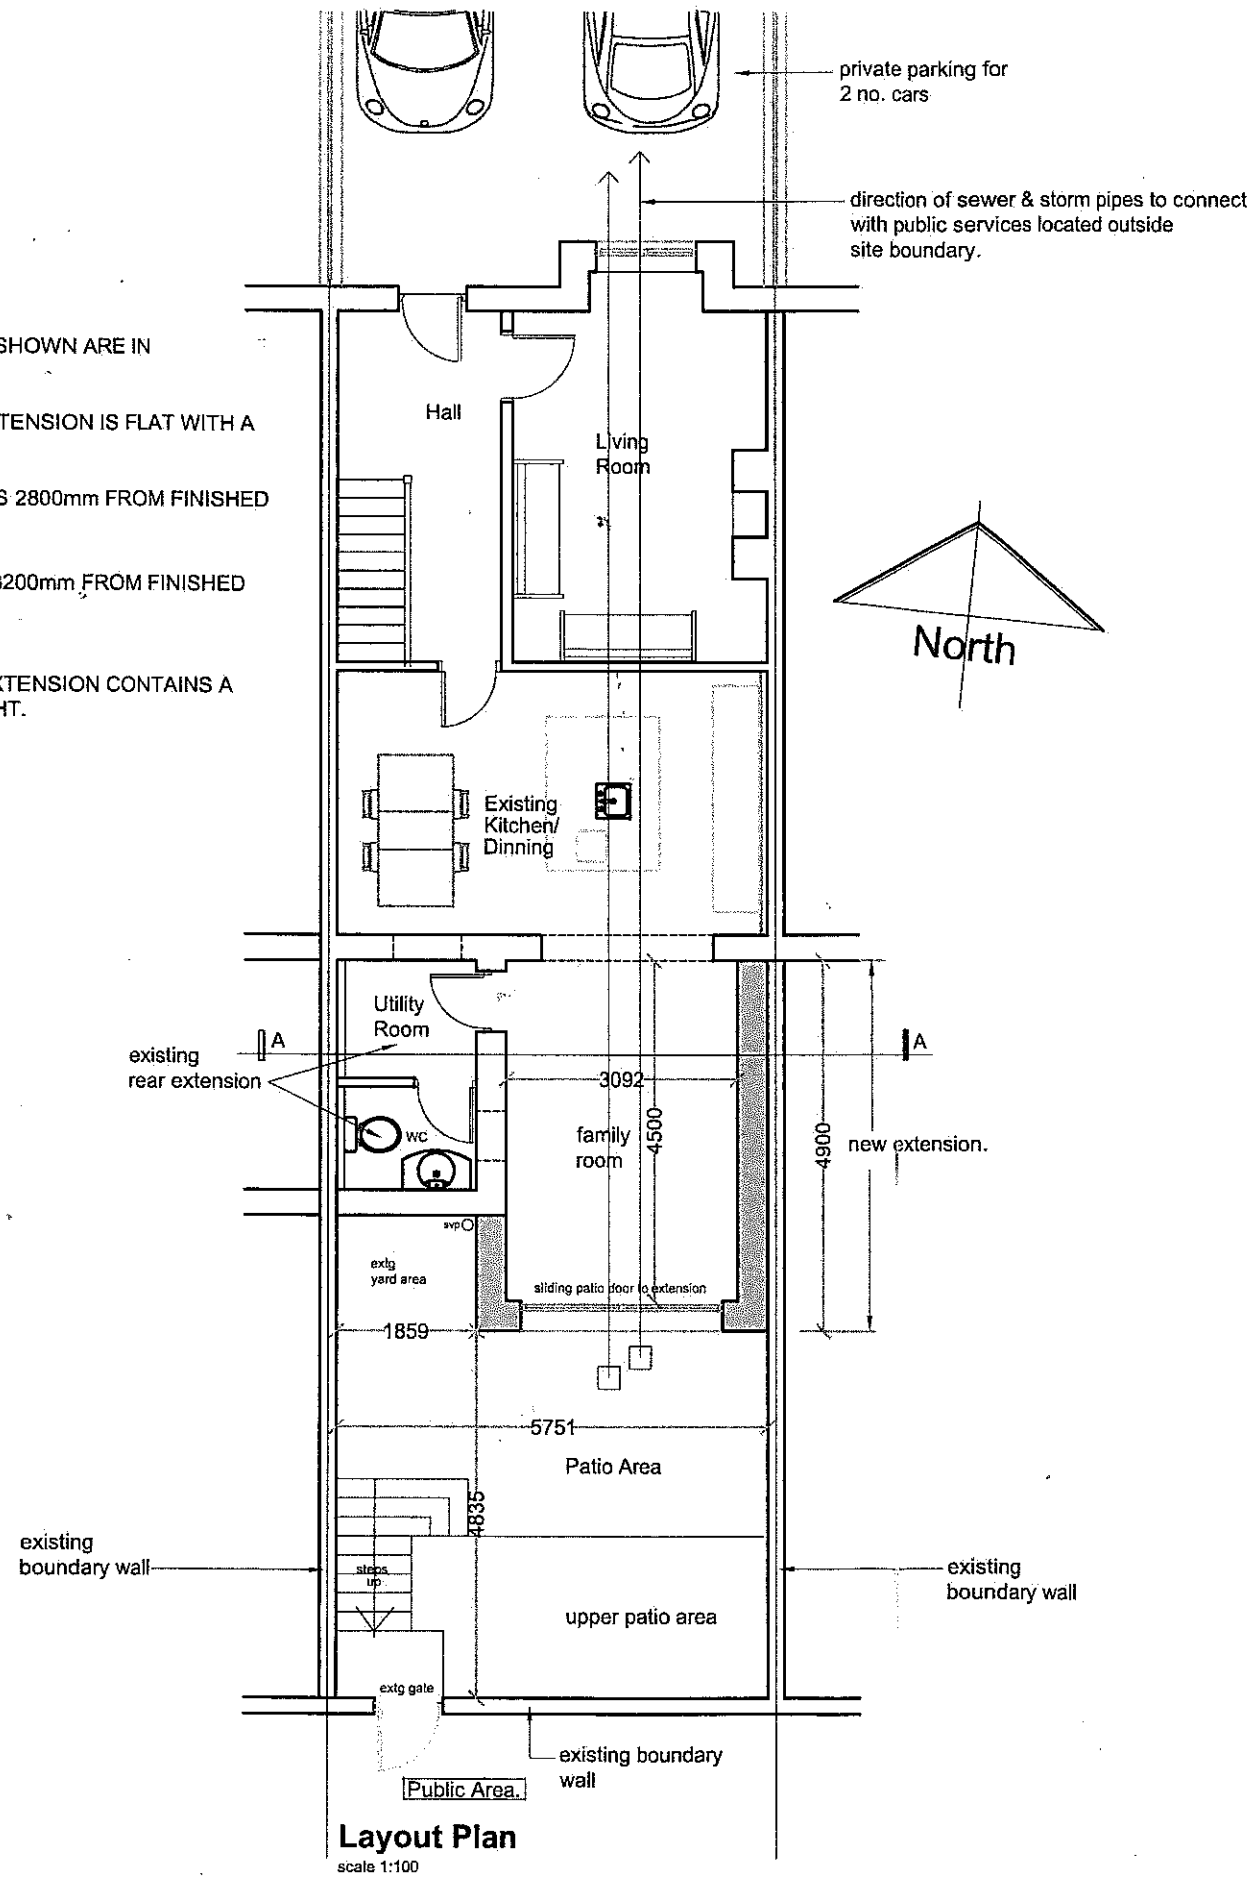 private parking for
2 no. cars
direction of sewer & storm pipes to connect
with public services located outside
site boundary.
SHOWN ARE IN
TENSION IS FLAT WITH A
S 2800mm FROM FINISHED
3200mm FROM FINISHED
XTENSION CONTAINS A
HT.
Hall
Living
Room
North
Existing
Kitchen/
Dinning
Utility
Room
A
A
existing
rear extension
3092
WC
family
room
4500
4900
new extension.
svp
extg
yard area
sliding patio door to extension
1859
5751
Patio Area
4835
existing
boundary wall
steps
up
existing
boundary wall
upper patio area
extg gate
existing boundary
wall
Public Area.
Layout Plan
scale 1:100